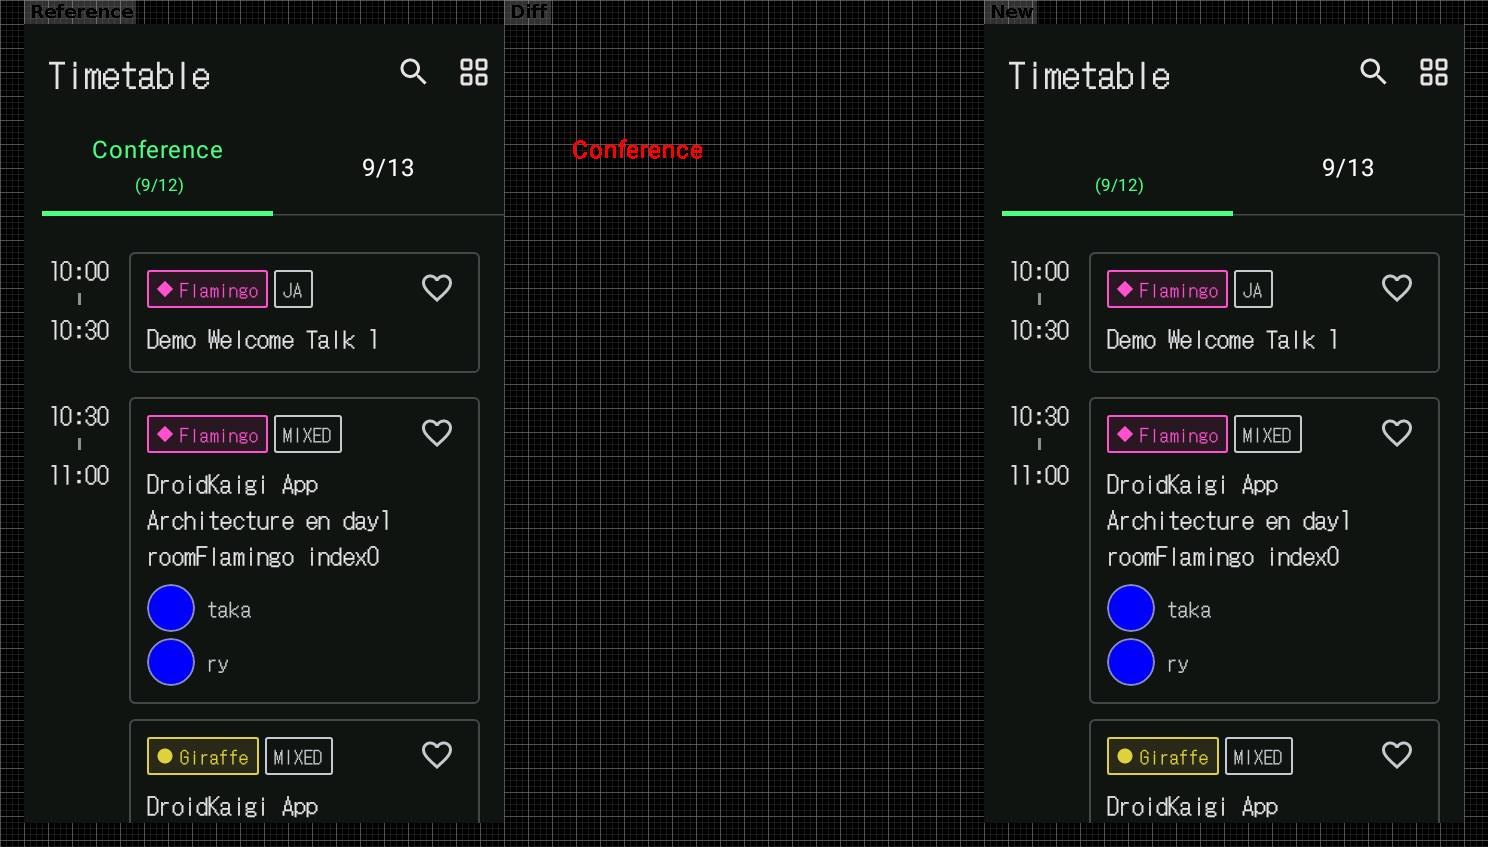 Reference
Timetable
Conference
(9/12)
9/13
10:00
10:30
Flamingo
JA
Demo Welcome Talk 1
10:30
11:00
Flamingo
MIXED
DroidKaigi App
Architecture en day1
roomFlamingo index0
taka
ry
Giraffe
MIXED
DroidKaigi App
Diff
Conference
New
Timetable
(9/12)
9/13
10:00
10:30
Flamingo
JA
Demo Welcome Talk 1
10:30
11:00
Flamingo
MIXED
DroidKaigi App
Architecture en day1
roomFlamingo index0
taka
ry
Giraffe
MIXED
DroidKaigi App